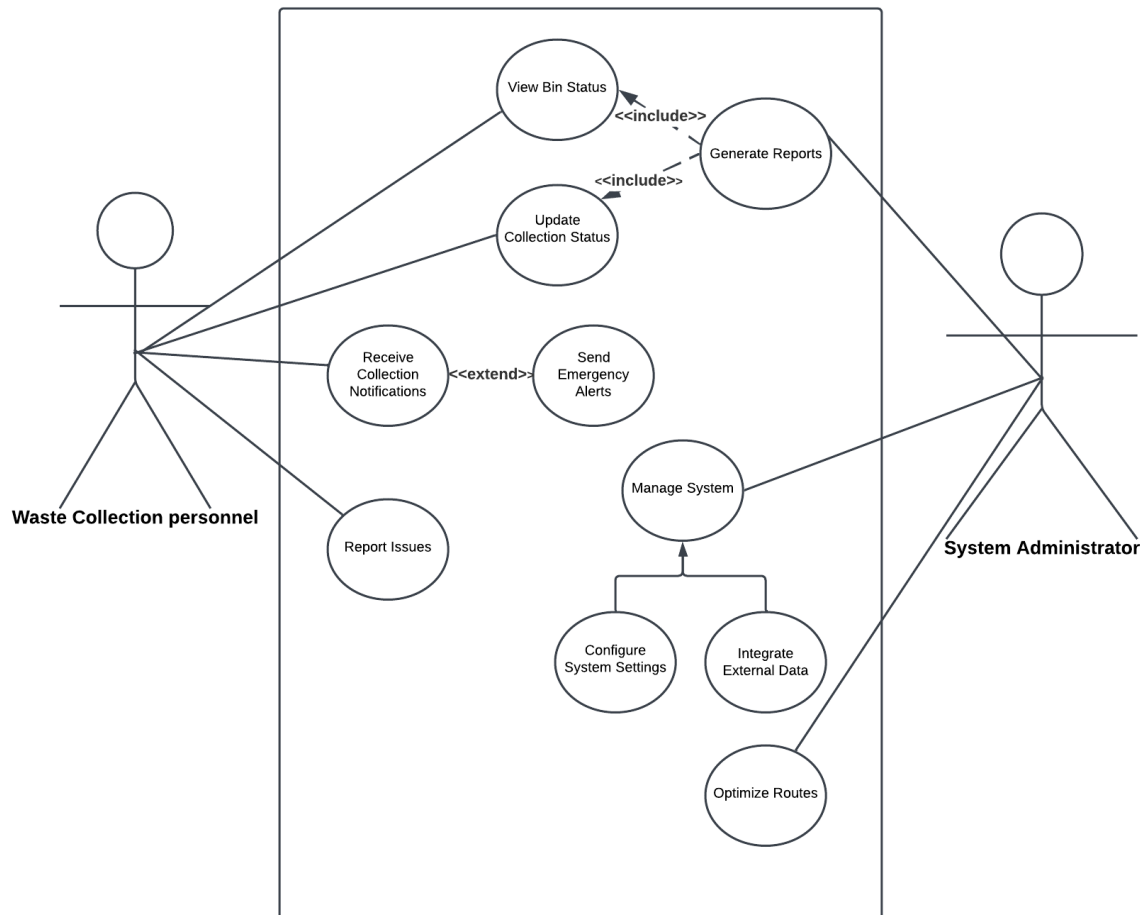 View Bin Status
<<include>>
Generate Reports
<<include>>
Update
Collection Status
Receive
Collection
Notifications
<<extend>>
Send
Emergency
Alerts
Manage System
Waste Collection personnel
Report Issues
System Administrator
Configure
System Settings
Integrate
External Data
Optimize Routes